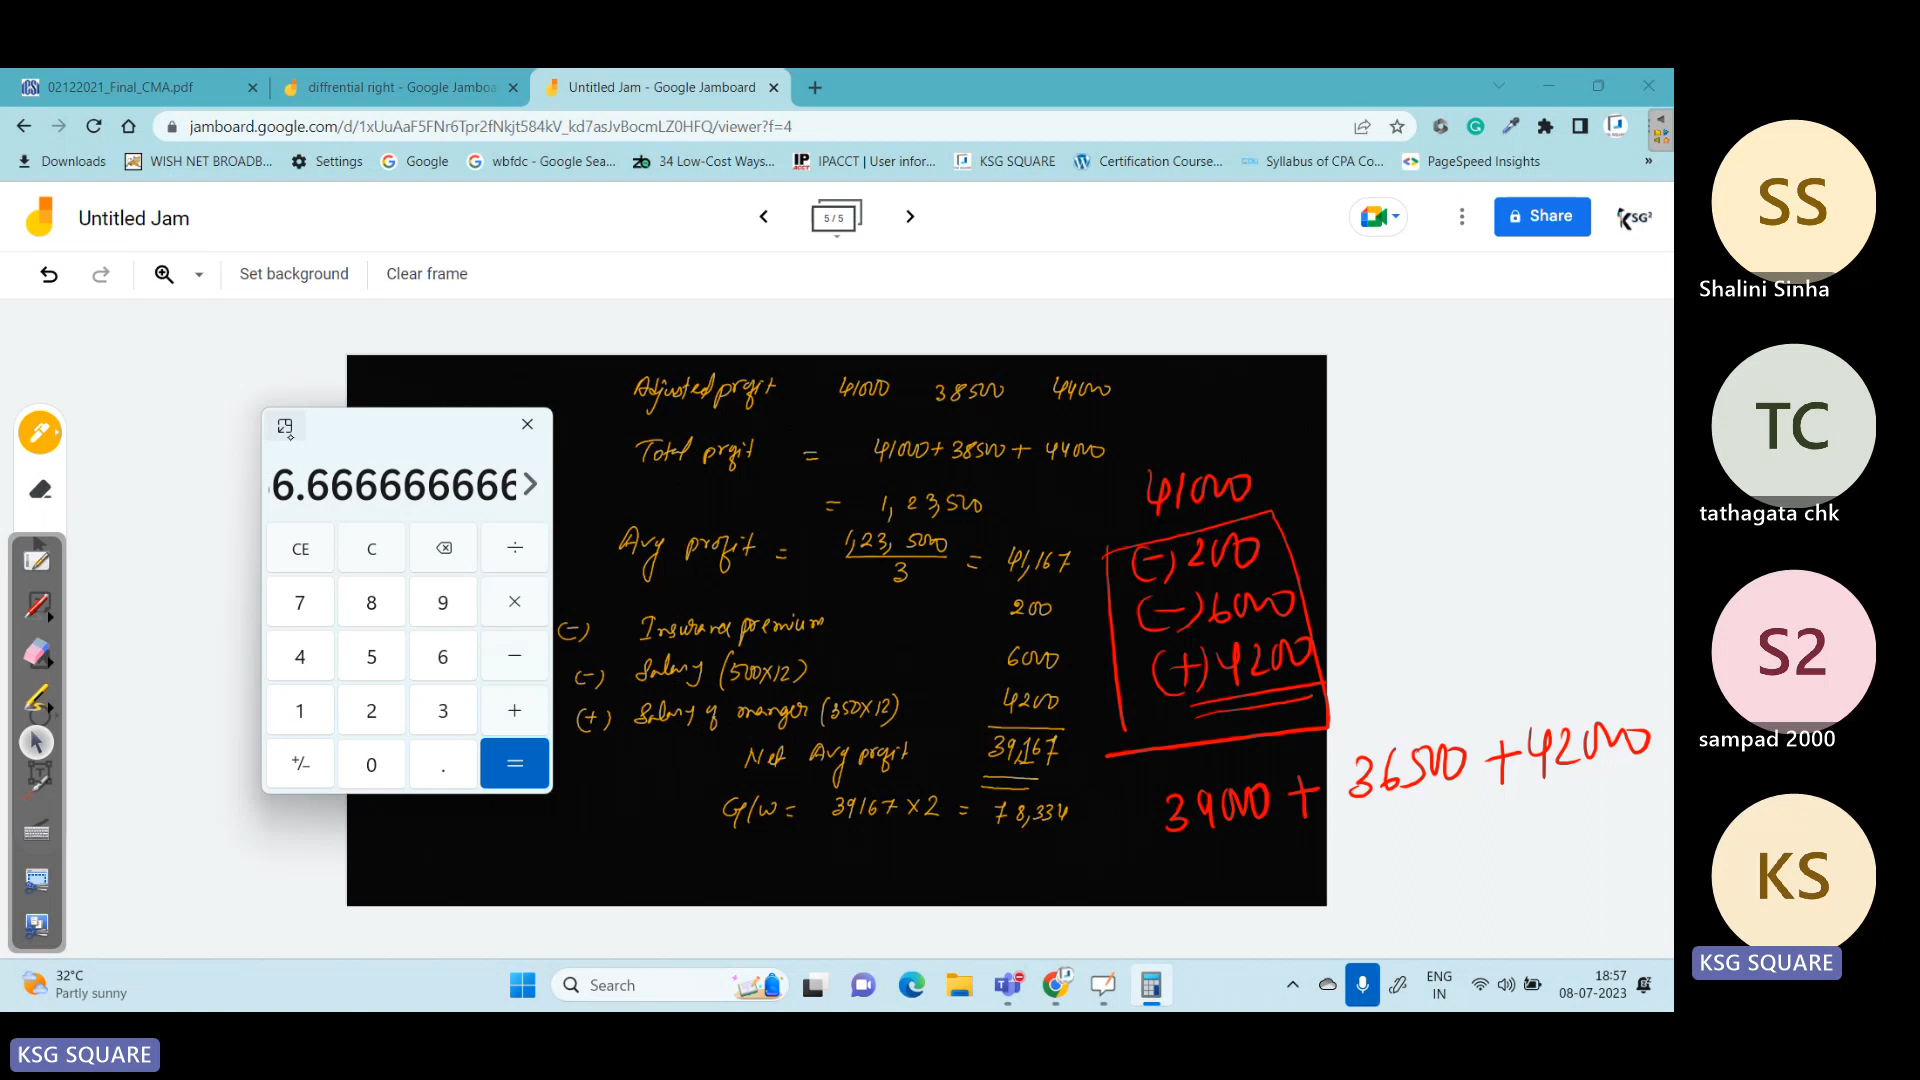 02122021_Final_CMA.pdf
diffrential right - Google Jamboa
Untitled Jam - Google Jamboard
jamboard.google.com/d/1xUuAaF5FNr6Tpr2fNkjt584kV_kd7asJvBocmLZ0HFQ/viewer?f=4
Downloads WISH NET BROADB... Settings Google wbfdc - Google Sea... 34 Low-Cost Ways... IPACCT | User infor... KSG SQUARE Certification Course... Syllabus of CPA Co... PageSpeed Insights »
Untitled Jam
5 / 5
Share
KSG²
Set background
Clear frame
Adjusted profit 41000 38500 44000
Total profit = 41000 + 38500 + 44000
= 1,23,500
Avg profit = 1,23,500 / 3 = 41,167
(-) Insurance premium 200
(-) Salary (500x12) 6000
(+) Salary of manger (350x12) 4200
Net Avg profit 39,167
G/w = 39167 x 2 = 78,334
41000
(-) 200
(-) 6000
(+) 4200
39000 + 36500 + 42000
6.666666666
CE C ÷
7 8 9 ×
4 5 6 −
1 2 3 +
+/− 0 . =
SS
Shalini Sinha
TC
tathagata chk
S2
sampad 2000
KS
KSG SQUARE
32°C
Partly sunny
Search
ENG
IN
18:57
08-07-2023
KSG SQUARE